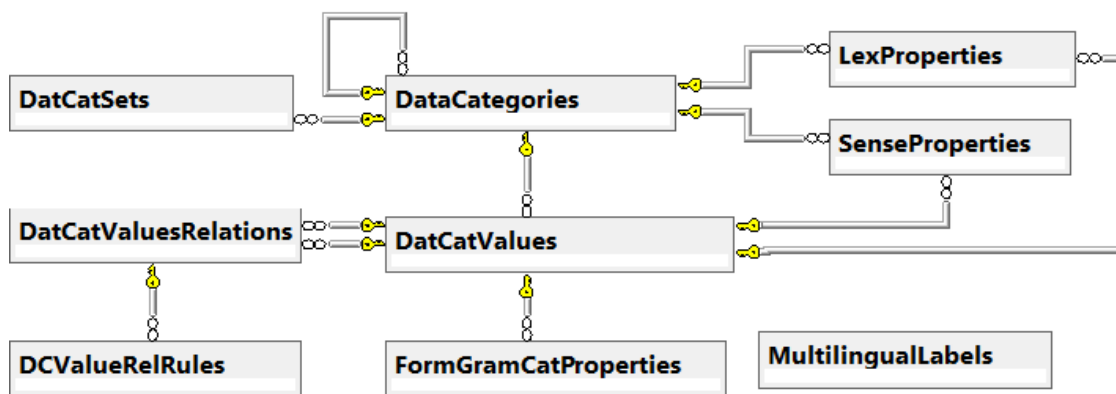 LexProperties
DatCatSets
DataCategories
SenseProperties
DatCatValuesRelations
DatCatValues
DCValueRelRules
FormGramCatProperties
MultilingualLabels